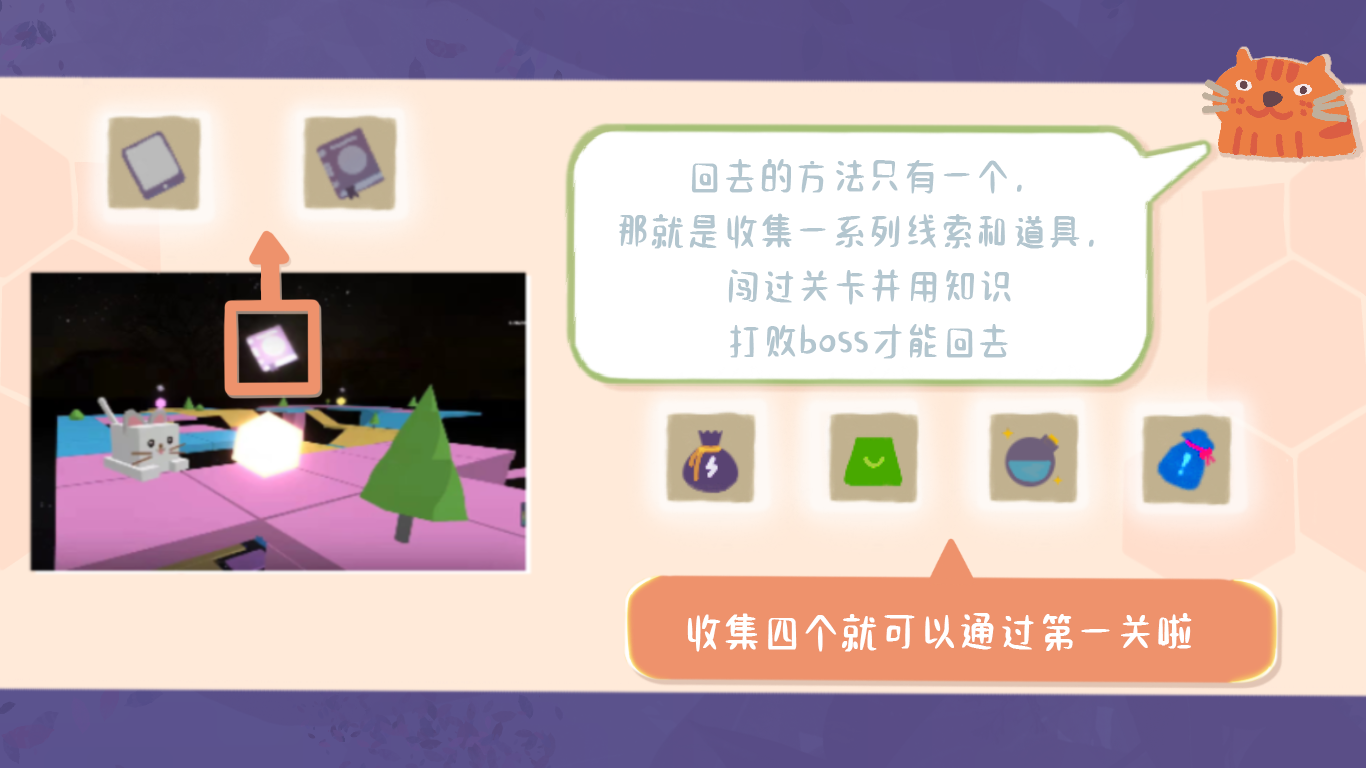 回去的方法只有一个，
那就是收集一系列线索和道具，
闯过关卡并用知识
打败boss才能回去
收集四个就可以通过第一关啦